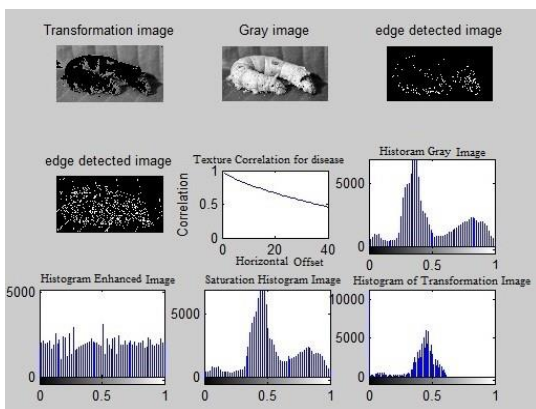 Transformation image
Gray image
edge detected image
edge detected image
Texture Correlation for disease
1
0.5
0
Correlation
0
20
40
Horizontal Offset
Historam Gray Image
5000
0
0
0.5
1
Histogram Enhanced Image
5000
0
0
0.5
1
Saturation Histogram Image
5000
0
0
0.5
1
Histogram of Transformation Image
10000
5000
0
0
0.5
1